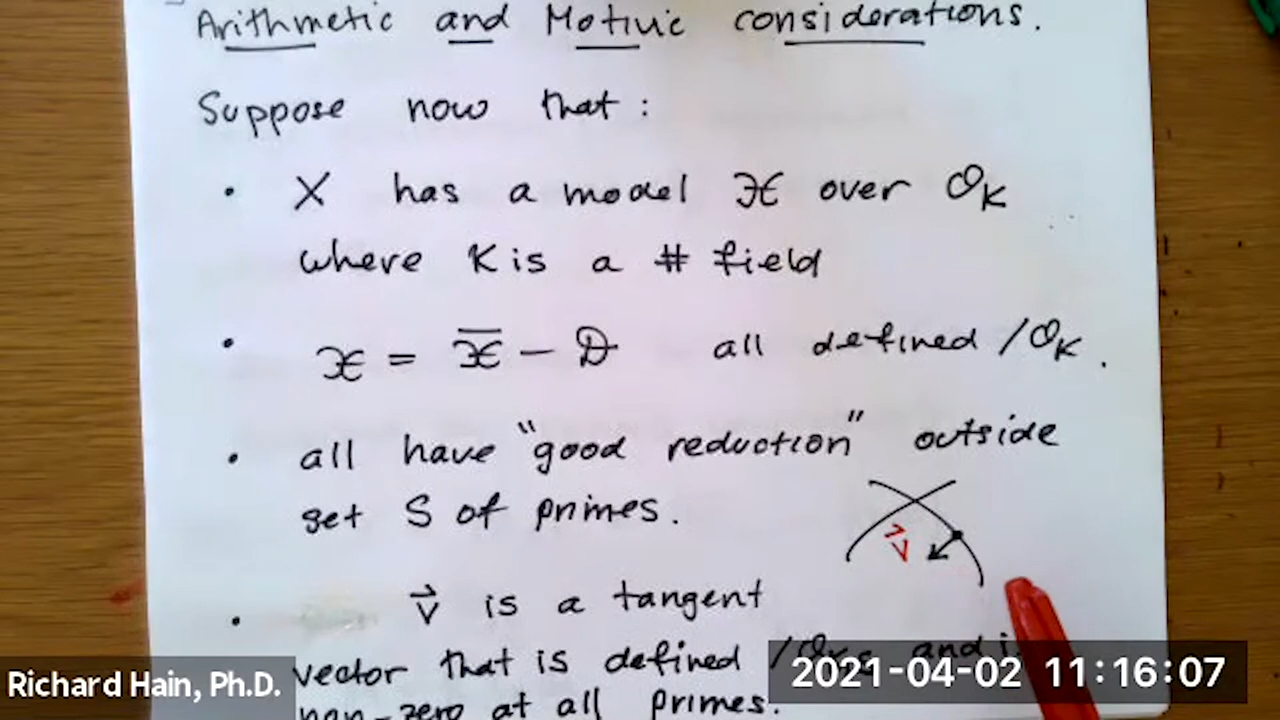 Arithmetic and Motivic considerations.
Suppose now that :
• X has a model 𝒳 over 𝒪_K
where K is a # field
• 𝒳 = 𝒳̅ − 𝒟 all defined /𝒪_K .
• all have "good reduction" outside
set S of primes.
v⃗
• v⃗ is a tangent
vector that is defined and
non-zero at all primes.
Richard Hain, Ph.D.
2021-04-02 11:16:07